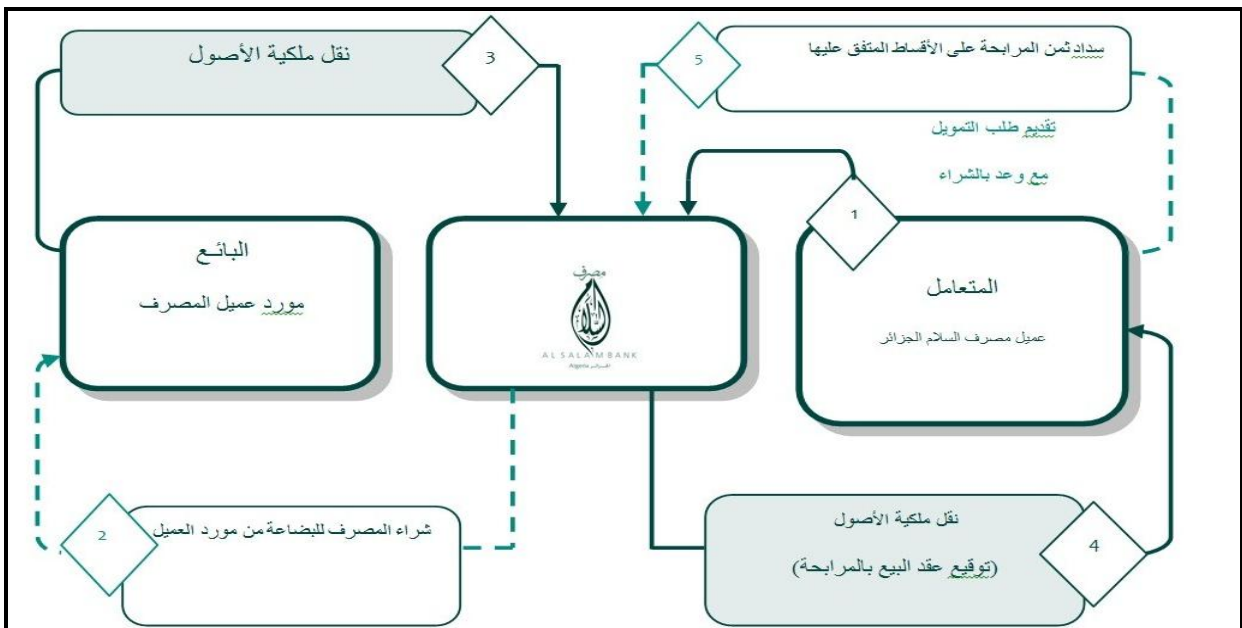 نقل ملكية الأصول
3
5
سداد ثمن المرابحة على الأقساط المتفق عليها
تقديم طلب التمويل
مع وعد بالشراء
1
البائع
مورد عميل المصرف
مصرف
السلام
AL SALAM BANK
Algeria الجزائر
المتعامل
عميل مصرف السلام الجزائر
2
شراء المصرف للبضاعة من مورد العميل
نقل ملكية الأصول
(توقيع عقد البيع بالمرابحة)
4